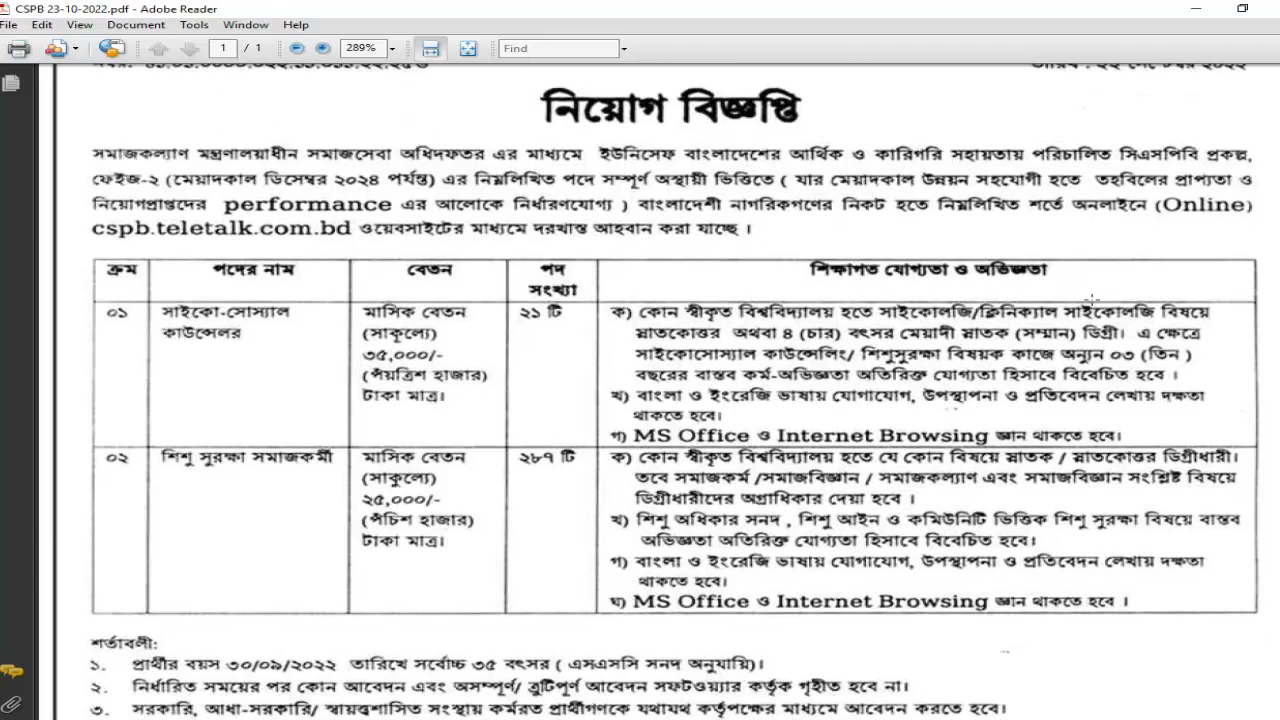 CSPB 23-10-2022.pdf - Adobe Reader
File Edit View Document Tools Window Help
1 / 1 289% Find
নিয়োগ বিজ্ঞপ্তি
সমাজকল্যাণ মন্ত্রণালয়াধীন সমাজসেবা অধিদফতর এর মাধ্যমে ইউনিসেফ বাংলাদেশের আর্থিক ও কারিগরি সহায়তায় পরিচালিত সিএসপিবি প্রকল্প,
ফেইজ-২ (মেয়াদকাল ডিসেম্বর ২০২৪ পর্যন্ত) এর নিম্নলিখিত পদে সম্পূর্ণ অস্থায়ী ভিত্তিতে ( যার মেয়াদকাল উন্নয়ন সহযোগী হতে তহবিলের প্রাপ্যতা ও
নিয়োগপ্রাপ্তদের performance এর আলোকে নির্ধারণযোগ্য ) বাংলাদেশী নাগরিকগণের নিকট হতে নিম্নলিখিত শর্তে অনলাইনে (Online)
cspb.teletalk.com.bd ওয়েবসাইটের মাধ্যমে দরখাস্ত আহবান করা যাচ্ছে ।
ক্রম পদের নাম বেতন পদ সংখ্যা শিক্ষাগত যোগ্যতা ও অভিজ্ঞতা
০১ সাইকো-সোস্যাল
কাউন্সেলর
মাসিক বেতন
(সাকুল্যে)
৩৫,০০০/-
(পঁয়ত্রিশ হাজার)
টাকা মাত্র।
২১ টি
ক) কোন স্বীকৃত বিশ্ববিদ্যালয় হতে সাইকোলজি/ক্লিনিক্যাল সাইকোলজি বিষয়ে
স্নাতকোত্তর অথবা ৪ (চার) বৎসর মেয়াদী স্নাতক (সম্মান) ডিগ্রী। এ ক্ষেত্রে
সাইকোসোস্যাল কাউন্সেলিং/ শিশুসুরক্ষা বিষয়ক কাজে অন্যুন ০৩ (তিন )
বছরের বাস্তব কর্ম-অভিজ্ঞতা অতিরিক্ত যোগ্যতা হিসাবে বিবেচিত হবে ।
খ) বাংলা ও ইংরেজি ভাষায় যোগাযোগ, উপস্থাপনা ও প্রতিবেদন লেখায় দক্ষতা
থাকতে হবে।
গ) MS Office ও Internet Browsing জ্ঞান থাকতে হবে।
০২ শিশু সুরক্ষা সমাজকর্মী
মাসিক বেতন
(সাকুল্যে)
২৫,০০০/-
(পঁচিশ হাজার)
টাকা মাত্র।
২৮৭ টি
ক) কোন স্বীকৃত বিশ্ববিদ্যালয় হতে যে কোন বিষয়ে স্নাতক / স্নাতকোত্তর ডিগ্রীধারী।
তবে সমাজকর্ম /সমাজবিজ্ঞান / সমাজকল্যাণ এবং সমাজবিজ্ঞান সংশ্লিষ্ট বিষয়ে
ডিগ্রীধারীদের অগ্রাধিকার দেয়া হবে ।
খ) শিশু অধিকার সনদ , শিশু আইন ও কমিউনিটি ভিত্তিক শিশু সুরক্ষা বিষয়ে বাস্তব
অভিজ্ঞতা অতিরিক্ত যোগ্যতা হিসাবে বিবেচিত হবে।
গ) বাংলা ও ইংরেজি ভাষায় যোগাযোগ, উপস্থাপনা ও প্রতিবেদন লেখায় দক্ষতা
থাকতে হবে।
ঘ) MS Office ও Internet Browsing জ্ঞান থাকতে হবে ।
শর্তাবলী:
১. প্রার্থীর বয়স ৩০/০৯/২০২২ তারিখে সর্বোচ্চ ৩৫ বৎসর ( এসএসসি সনদ অনুযায়ি)।
২. নির্ধারিত সময়ের পর কোন আবেদন এবং অসম্পূর্ণ/ ত্রুটিপূর্ণ আবেদন সফটওয়্যার কর্তৃক গৃহীত হবে না।
৩. সরকারি, আধা-সরকারি/ স্বায়ত্তশাসিত সংস্থায় কর্মরত প্রার্থীগণকে যথাযথ কর্তৃপক্ষের মাধ্যমে আবেদন করতে হবে।